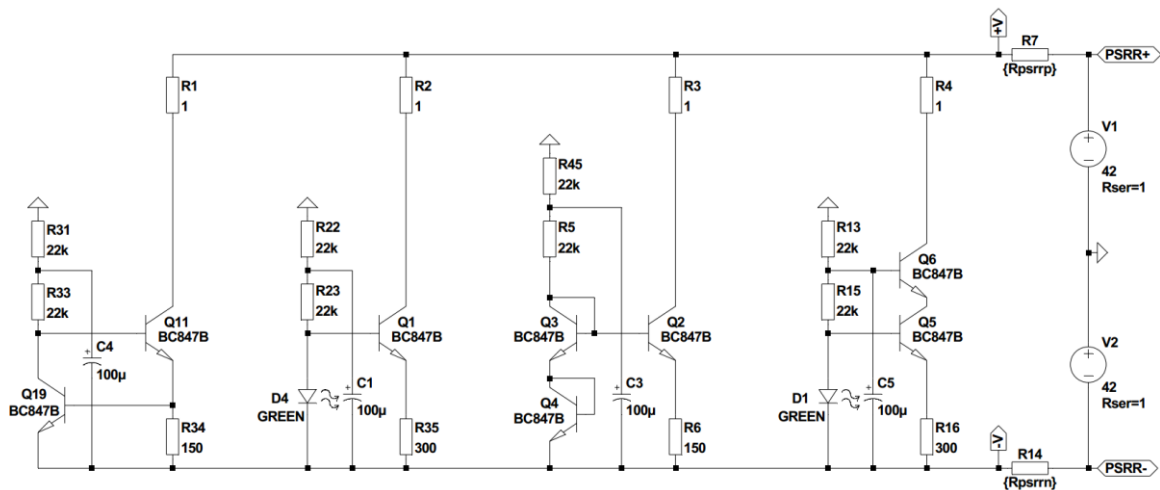 +V
R7
{Rpsrrp}
PSRR+
R1
1
R2
1
R3
1
R4
1
V1
42
Rser=1
R45
22k
R31
22k
R22
22k
R5
22k
R13
22k
Q6
BC847B
R33
22k
R23
22k
R15
22k
Q11
BC847B
Q1
BC847B
Q3
BC847B
Q2
BC847B
Q5
BC847B
C4
100µ
V2
42
Rser=1
Q19
BC847B
D4
GREEN
C1
100µ
Q4
BC847B
C3
100µ
D1
GREEN
C5
100µ
R34
150
R35
300
R6
150
R16
300
-V
R14
{Rpsrrn}
PSRR-